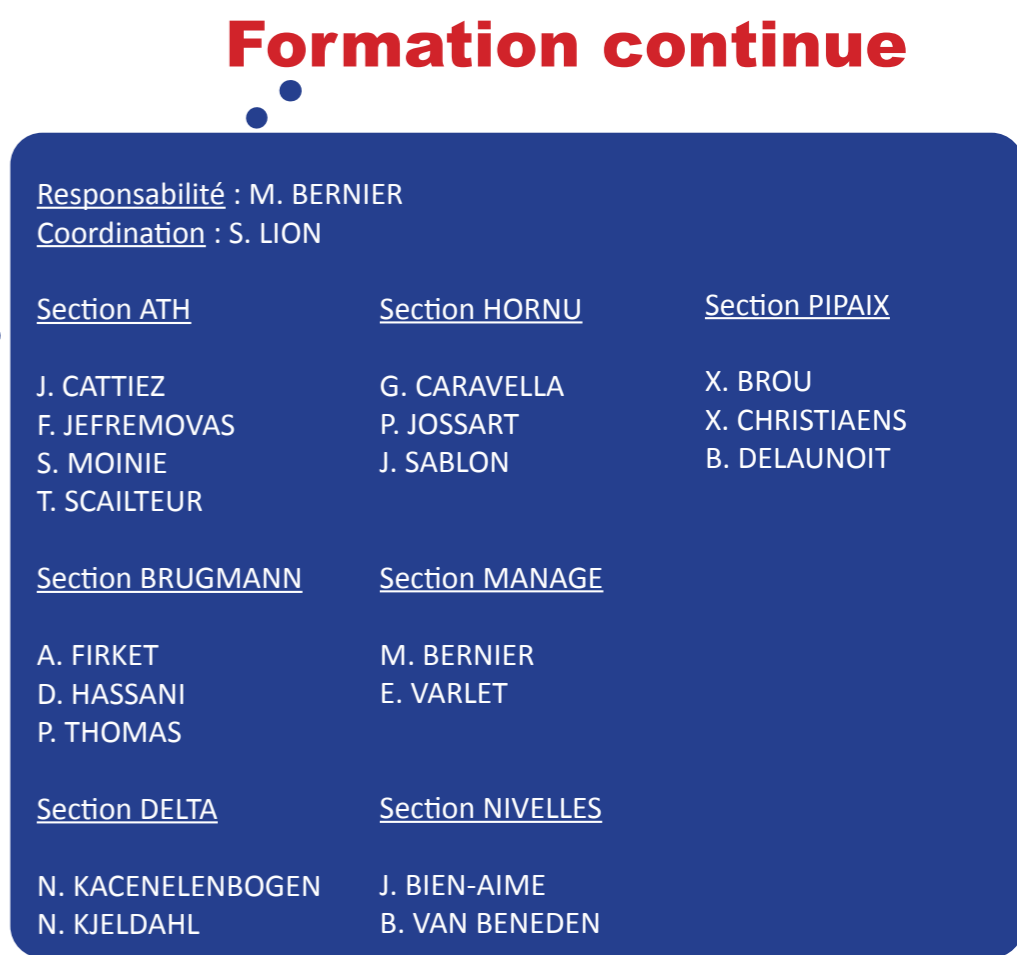 Formation continue
Responsabilité : M. BERNIER
Coordination : S. LION
Section ATH
J. CATTIEZ
F. JEFREMOVAS
S. MOINIE
T. SCAILTEUR
Section BRUGMANN
A. FIRKET
D. HASSANI
P. THOMAS
Section DELTA
N. KACENELENBOGEN
N. KJELDAHL
Section HORNU
G. CARAVELLA
P. JOSSART
J. SABLON
Section MANAGE
M. BERNIER
E. VARLET
Section NIVELLES
J. BIEN-AIME
B. VAN BENEDEN
Section PIPAIX
X. BROU
X. CHRISTIAENS
B. DELAUNOIT